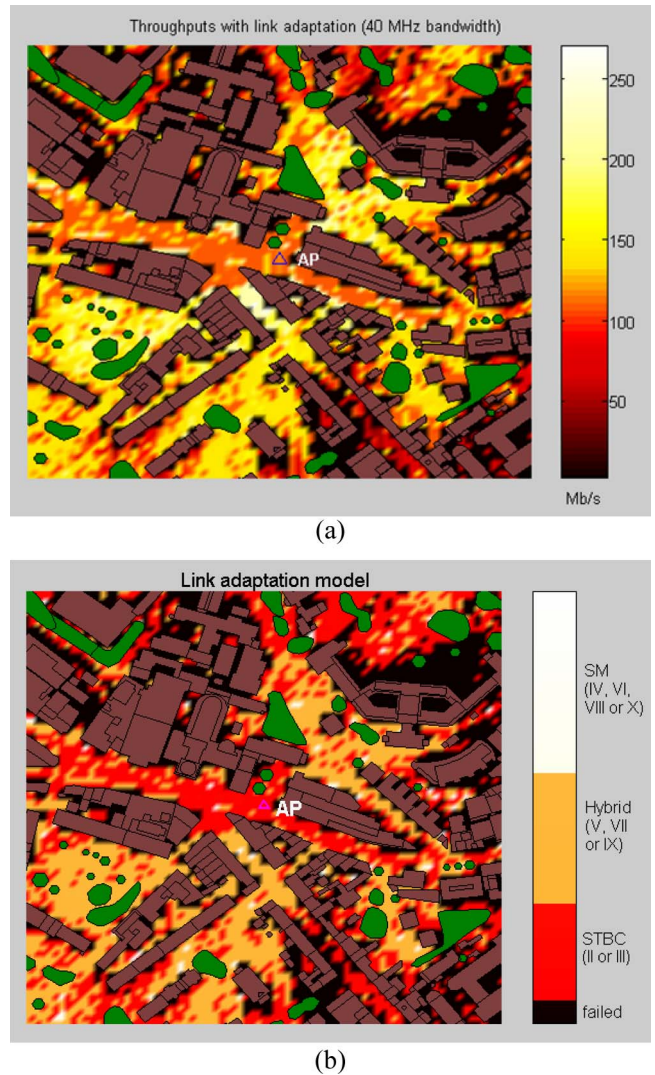 Throughputs with link adaptation (40 MHz bandwidth)
250
200
150
100
50
Mb/s
AP
(a)
Link adaptation model
SM
(IV, VI,
VIII or X)
Hybrid
(V, VII
or IX)
STBC
(II or III)
failed
AP
(b)